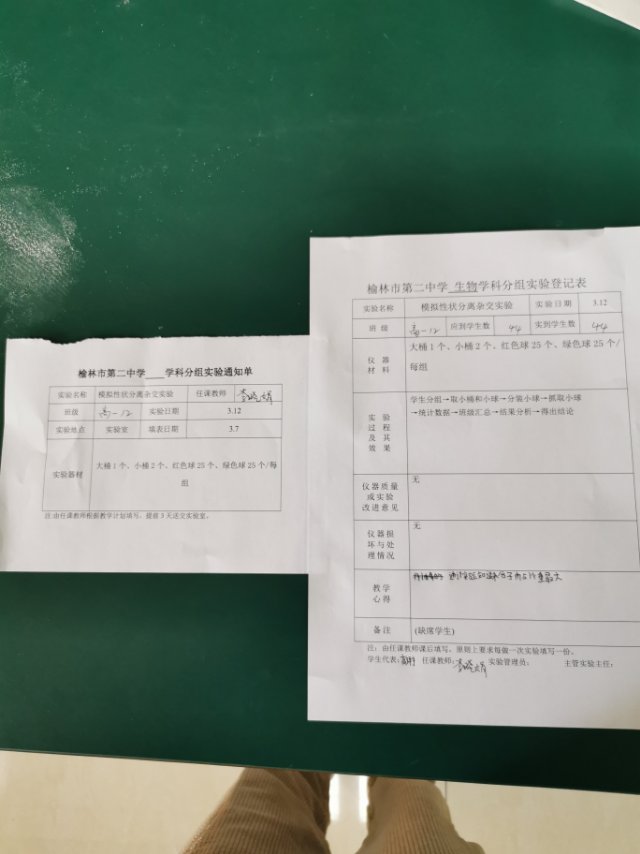 榆林市第二中学___学科分组实验通知单
实验名称 模拟性状分离杂交实验 任课教师
班级 高一12 实验日期 3.12
实验地点 实验室 填表日期 3.7
实验器材 大桶1个、小桶2个、红色球25个、绿色球25个/每
组
注:由任课教师根据教学计划填写，提前3天送交实验室。
榆林市第二中学 生物学科分组实验登记表
实验名称 模拟性状分离杂交实验 实验日期 3.12
班 级 高一12 应到学生数 44 实到学生数 44
仪 器
材 料
大桶1个、小桶2个、红色球25个、绿色球25个/
每组
实 验
过 程
及 其
效 果
学生分组→取小桶和小球→分装小球→抓取小球
→统计数据→班级汇总→结果分析→得出结论
仪器质量
或实验
改进意见
无
仪器损
坏与处
理情况
无
教学
心得
备注 (缺席学生)
注：由任课教师课后填写，原则上要求每做一次实验填写一份。
学生代表: 任课教师: 实验管理员： 主管实验主任：